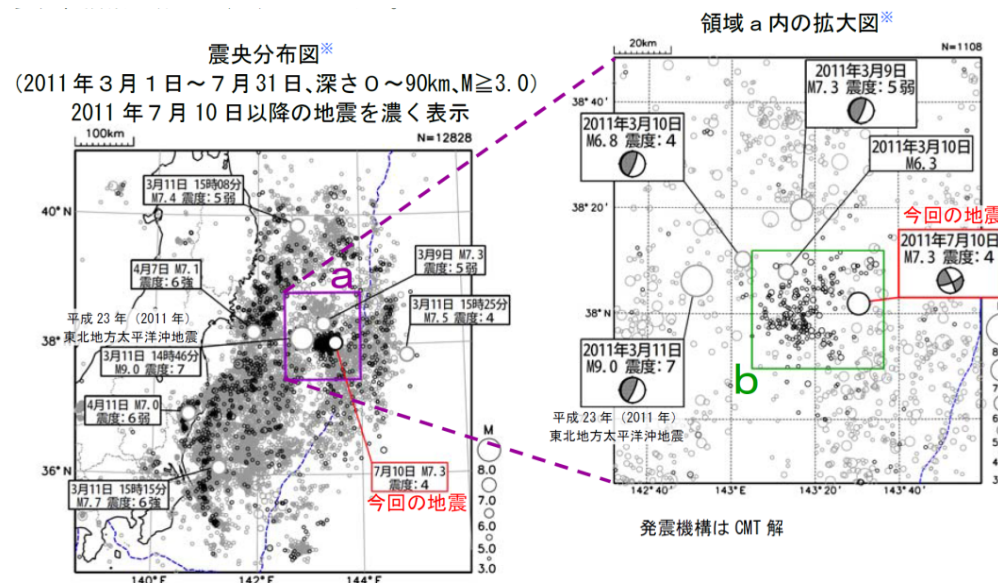 震央分布図※
(2011年3月1日～7月31日、深さ0～90km、M≧3.0)
2011年7月10日以降の地震を濃く表示
100km
N=12828
3月11日 15時08分
M7.4 震度:5弱
40°N
3月9日 M7.3
震度:5弱
a
4月7日 M7.1
震度:6強
3月11日 15時25分
M7.5 震度:4
平成23年(2011年)
東北地方太平洋沖地震
38°N
3月11日 14時46分
M9.0 震度:7
4月11日 M7.0
震度:6弱
36°N
7月10日 M7.3
震度:4
今回の地震
3月11日 15時15分
M7.7 震度:6強
140°E
142°E
144°E
M
8.0
7.0
6.0
5.0
3.0
領域a内の拡大図※
20km
N=1108
2011年3月9日
M7.3 震度:5弱
38°40'
2011年3月10日
M6.8 震度:4
2011年3月10日
M6.3
38°20'
今回の地震
2011年7月10日
M7.3 震度:4
38°N
2011年3月11日
M9.0 震度:7
b
平成23年(2011年)
東北地方太平洋沖地震
142°40'
143°E
143°20'
143°40'
発震機構はCMT解